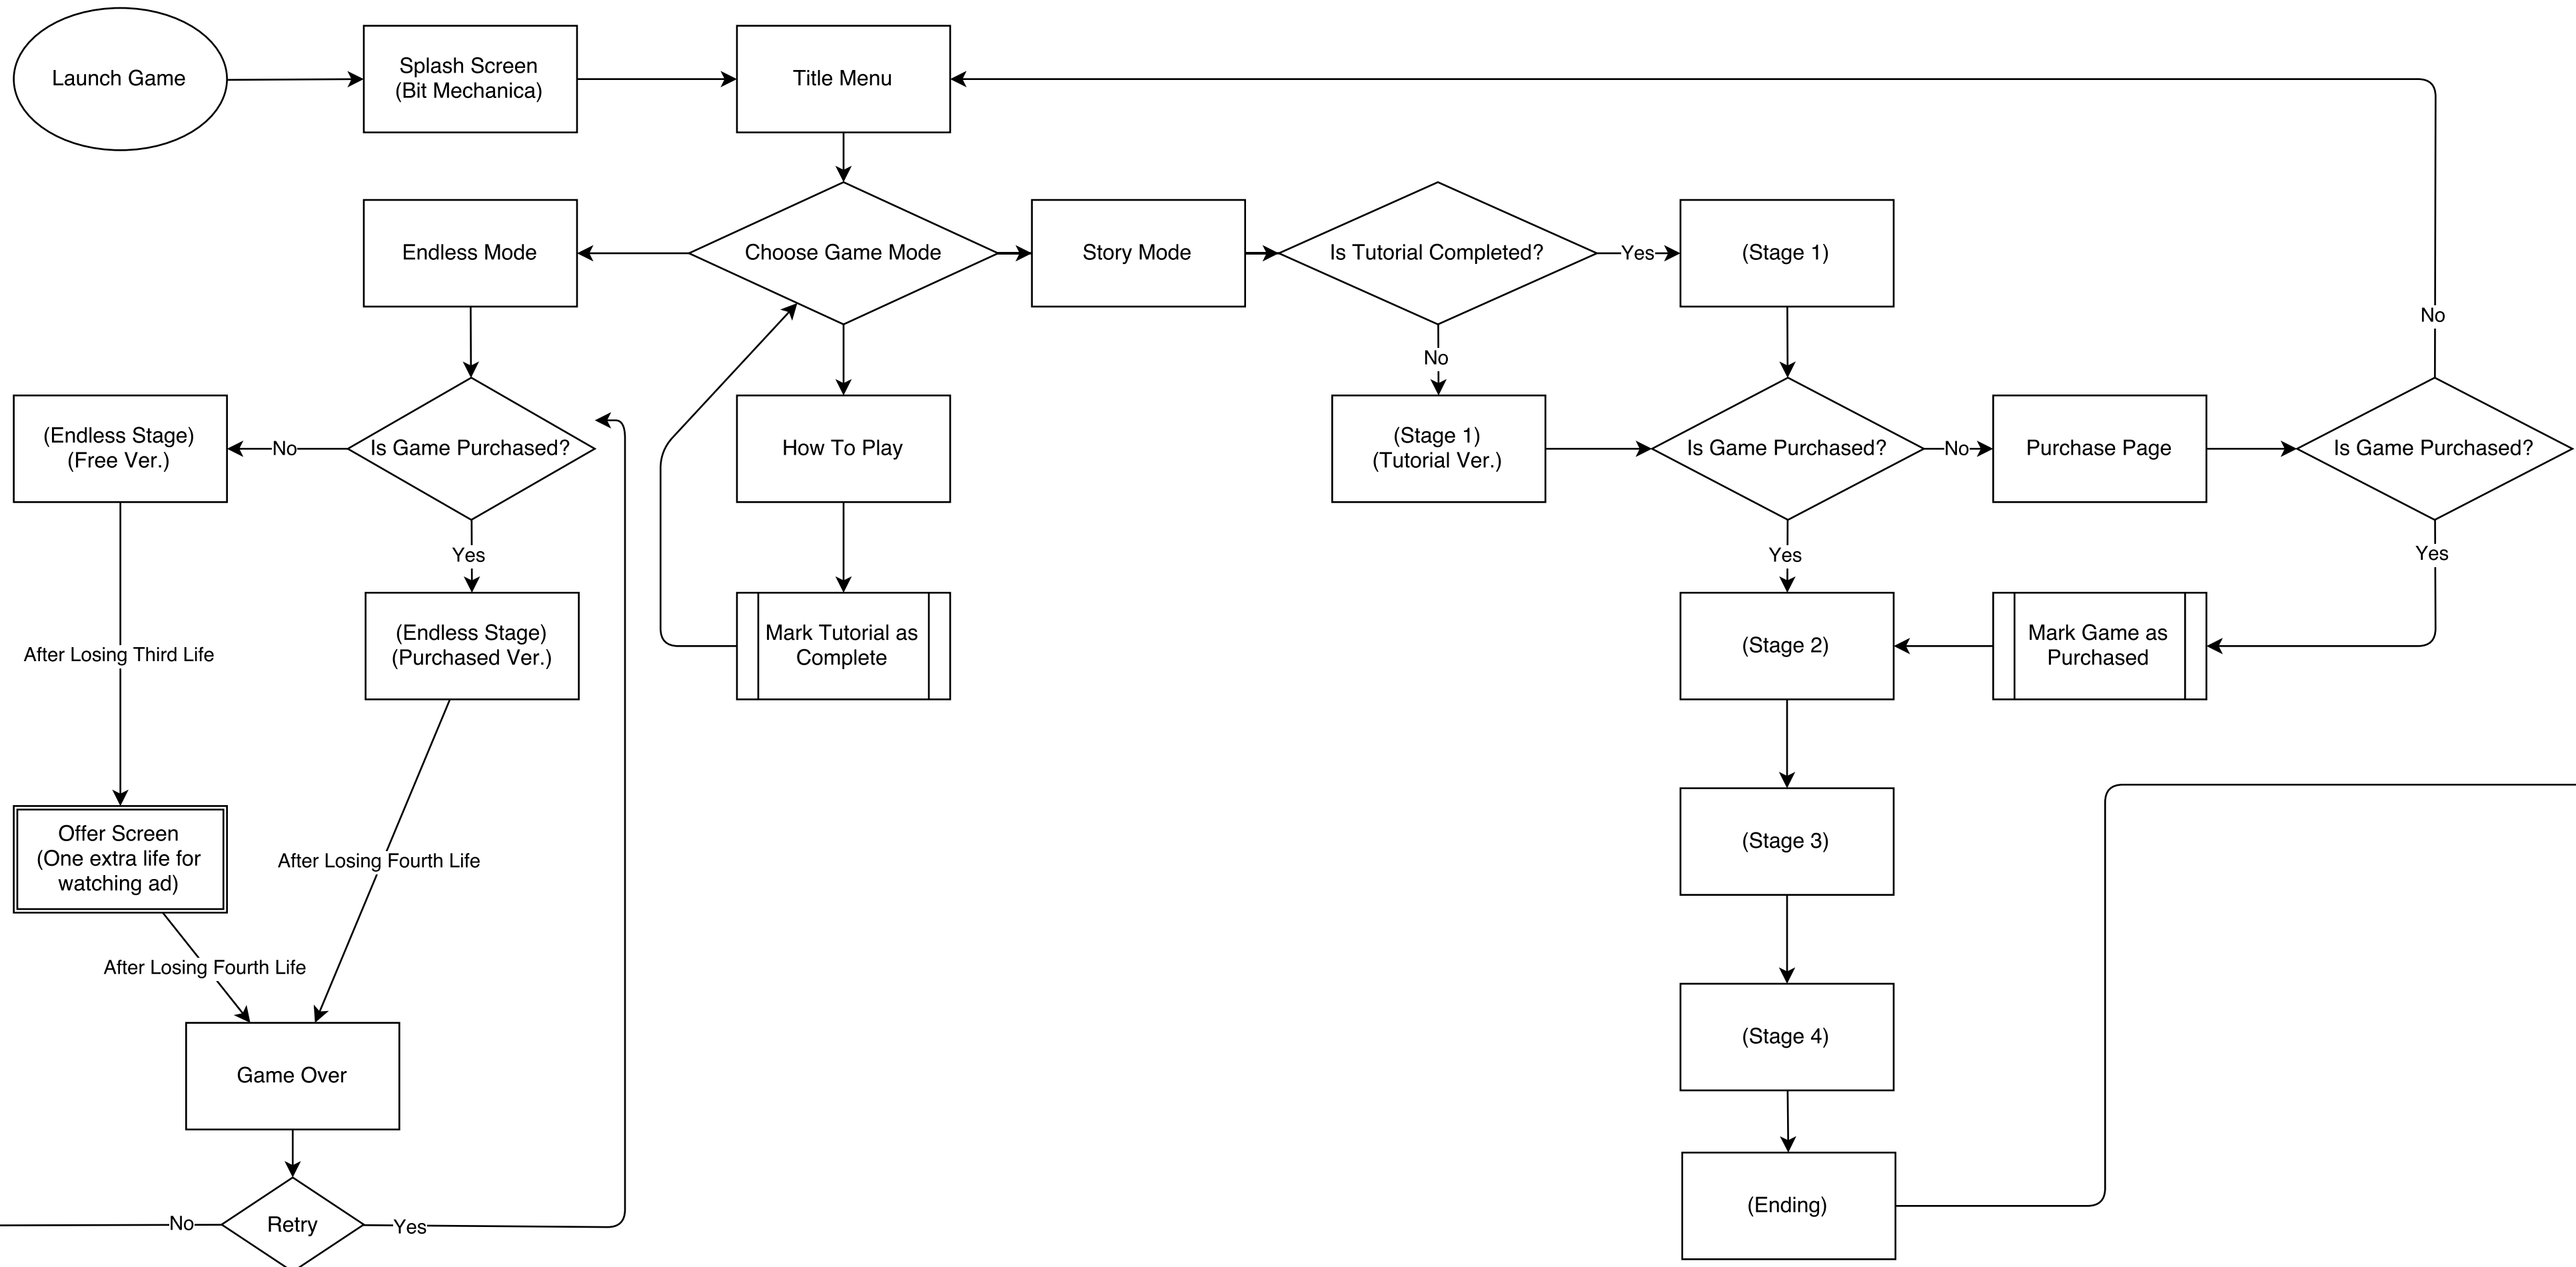 Launch Game
Splash Screen
(Bit Mechanica)
Title Menu
Endless Mode
Choose Game Mode
Story Mode
Is Tutorial Completed?
Yes
(Stage 1)
No
No
(Endless Stage)
(Free Ver.)
No
Is Game Purchased?
How To Play
(Stage 1)
(Tutorial Ver.)
Is Game Purchased?
No
Purchase Page
Is Game Purchased?
Yes
Yes
Yes
(Endless Stage)
(Purchased Ver.)
Mark Tutorial as
Complete
(Stage 2)
Mark Game as
Purchased
After Losing Third Life
Offer Screen
(One extra life for
watching ad)
After Losing Fourth Life
(Stage 3)
After Losing Fourth Life
Game Over
(Stage 4)
No
Retry
Yes
(Ending)